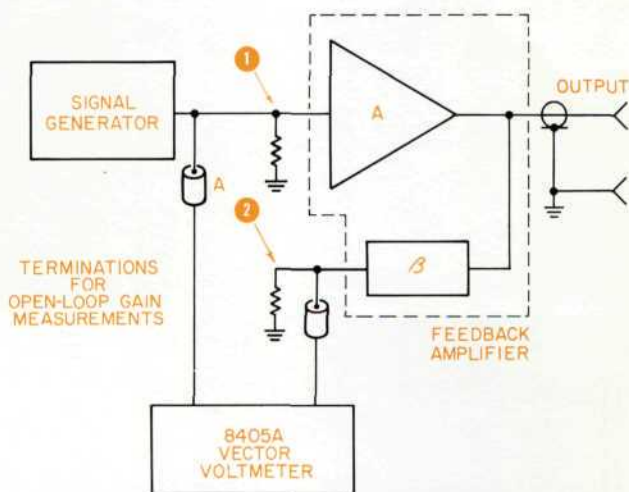 1
SIGNAL
GENERATOR
A
OUTPUT
A
2
TERMINATIONS
FOR
OPEN-LOOP GAIN
MEASUREMENTS
β
FEEDBACK
AMPLIFIER
8405A
VECTOR
VOLTMETER